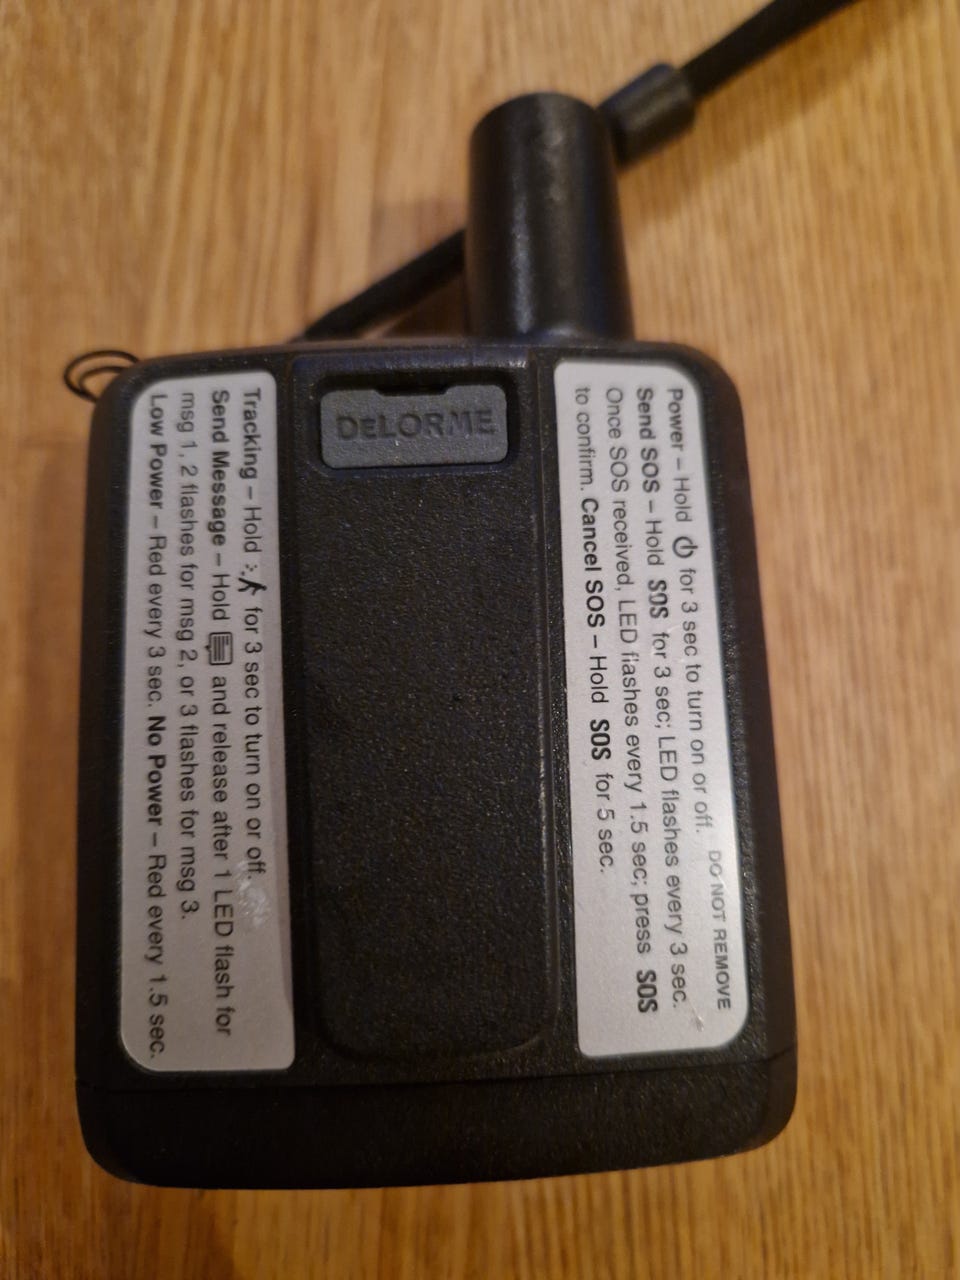 DeLORME
DO NOT REMOVE
Power – Hold for 3 sec to turn on or off.
Send SOS – Hold SOS for 3 sec; LED flashes every 3 sec.
Once SOS received, LED flashes every 1.5 sec; press SOS
to confirm. Cancel SOS – Hold SOS for 5 sec.
Tracking – Hold for 3 sec to turn on or off.
Send Message – Hold and release after 1 LED flash for
msg 1, 2 flashes for msg 2, or 3 flashes for msg 3.
Low Power – Red every 3 sec. No Power – Red every 1.5 sec.